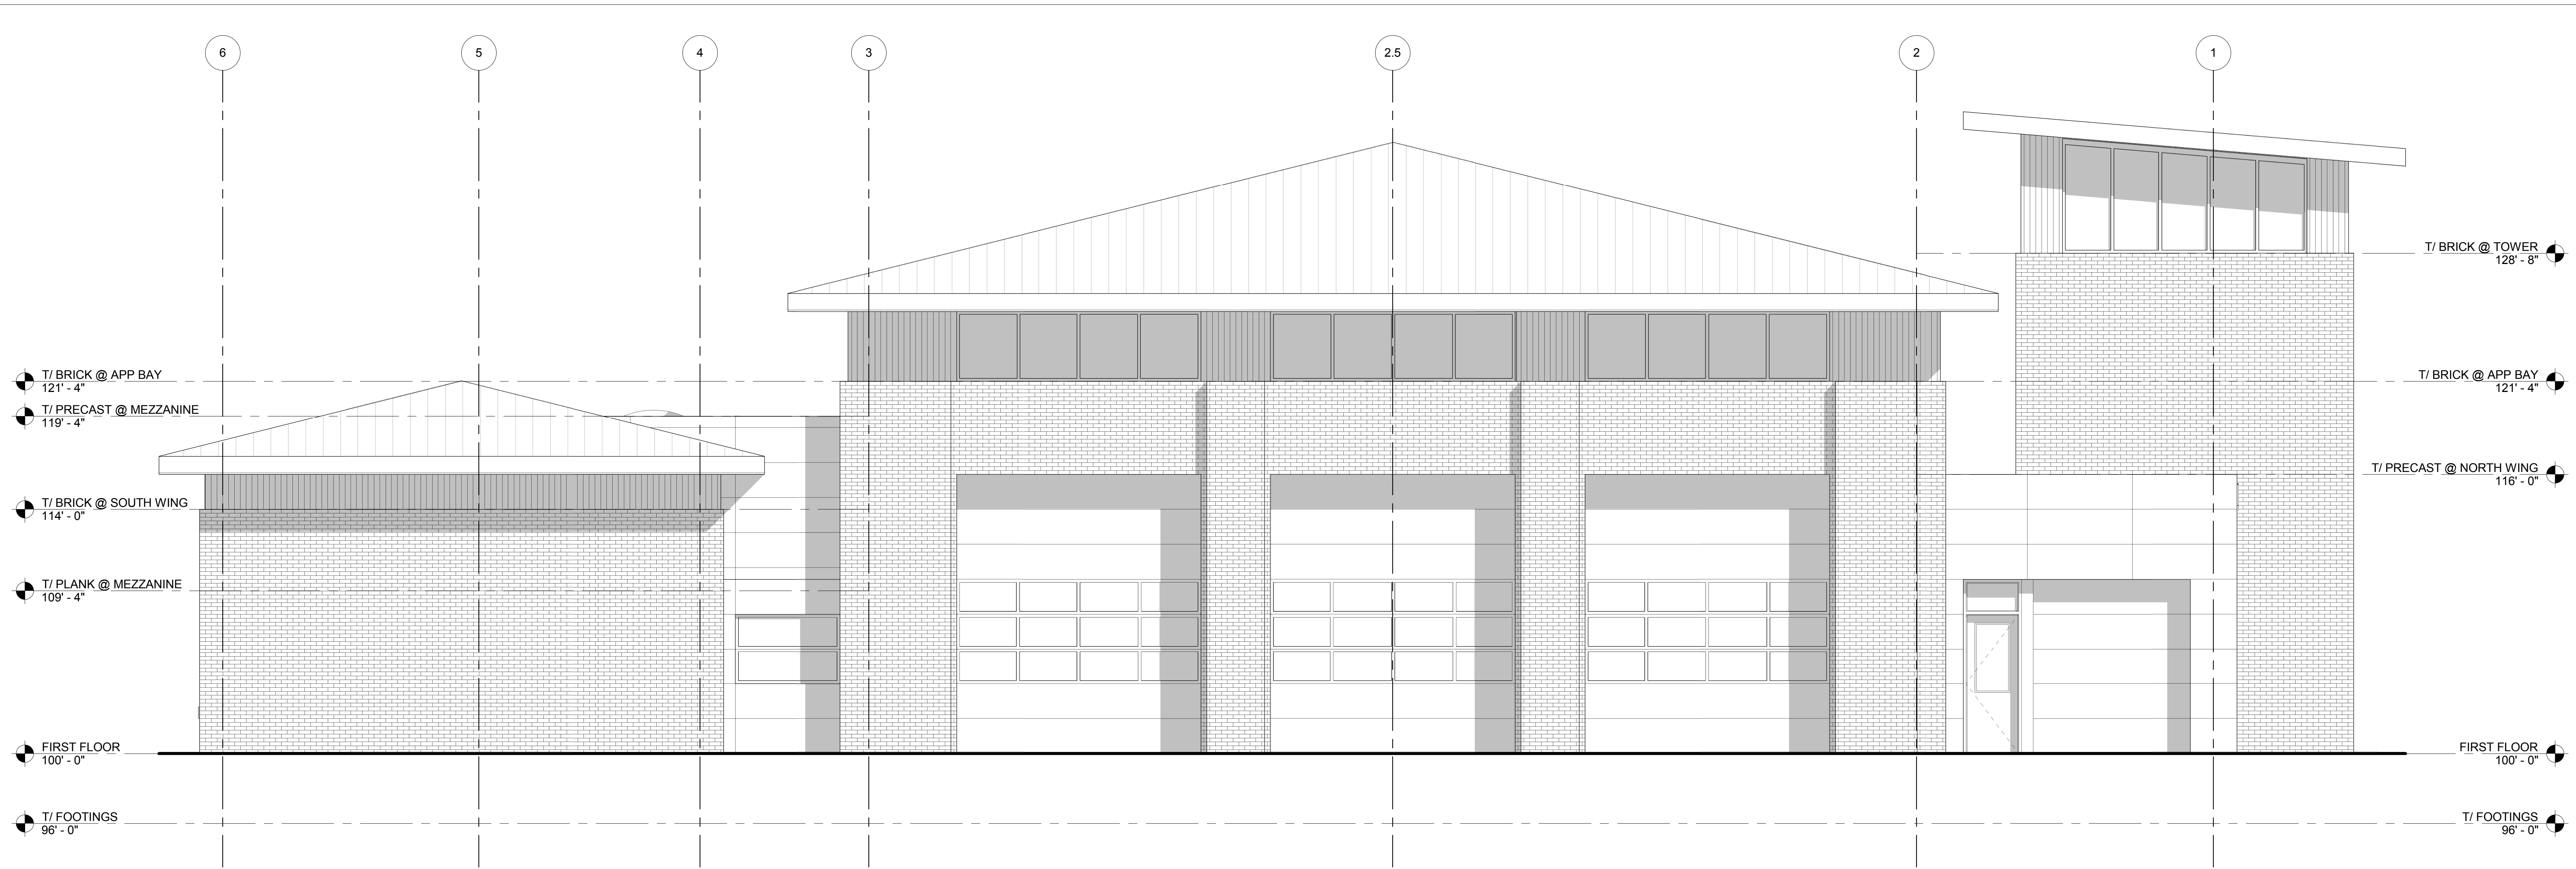 6
5
4
3
2.5
2
1
T/ BRICK @ TOWER
128' - 8"
T/ BRICK @ APP BAY
121' - 4"
T/ BRICK @ APP BAY
121' - 4"
T/ PRECAST @ MEZZANINE
119' - 4"
T/ PRECAST @ NORTH WING
116' - 0"
T/ BRICK @ SOUTH WING
114' - 0"
T/ PLANK @ MEZZANINE
109' - 4"
FIRST FLOOR
100' - 0"
FIRST FLOOR
100' - 0"
T/ FOOTINGS
96' - 0"
T/ FOOTINGS
96' - 0"